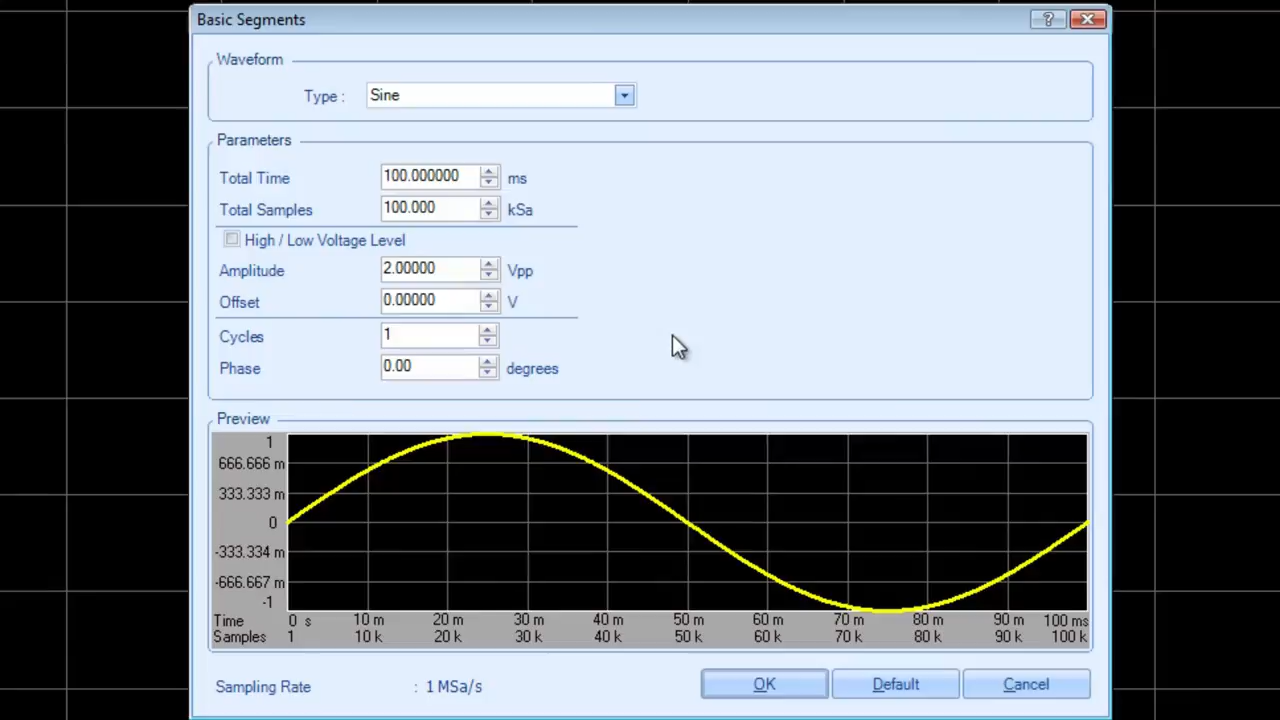 Basic Segments
Waveform
Type : Sine
Parameters
Total Time 100.000000 ms
Total Samples 100.000 kSa
High / Low Voltage Level
Amplitude 2.00000 Vpp
Offset 0.00000 V
Cycles 1
Phase 0.00 degrees
Preview
1
666.666 m
333.333 m
0
-333.334 m
-666.667 m
-1
Time 0 s 10 m 20 m 30 m 40 m 50 m 60 m 70 m 80 m 90 m 100 ms
Samples 1 10 k 20 k 30 k 40 k 50 k 60 k 70 k 80 k 90 k 100 k
Sampling Rate : 1 MSa/s OK Default Cancel